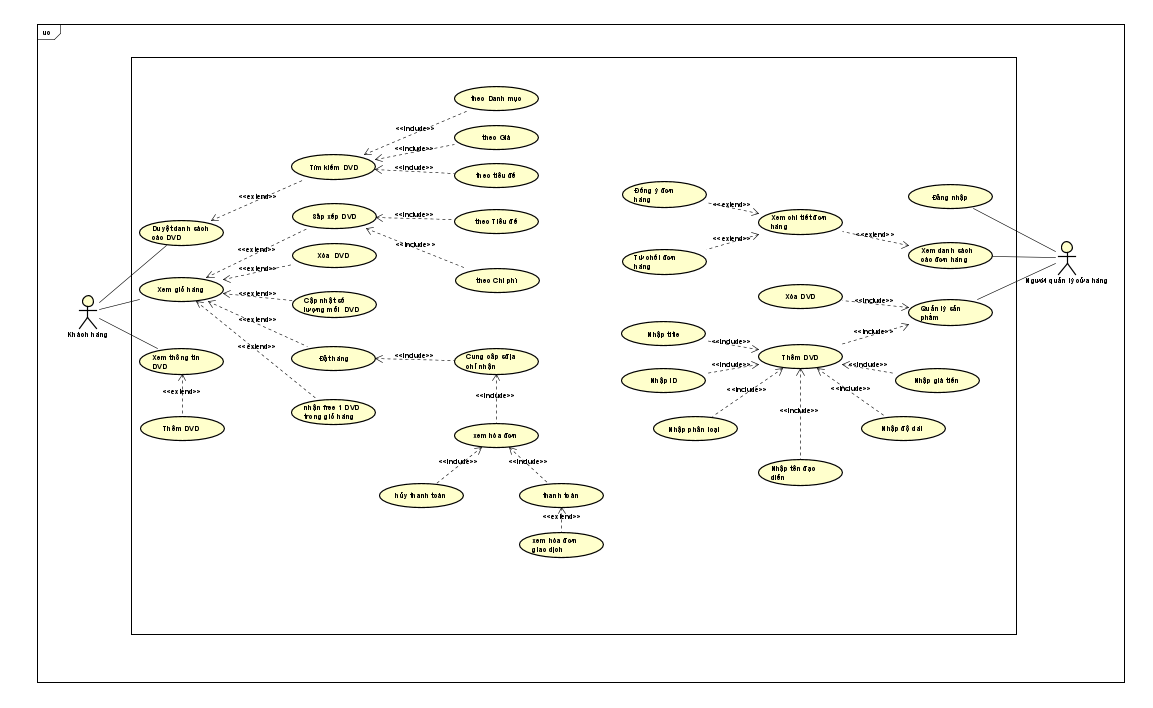 uc
theo Danh mục
<<include>>
theo Giá
<<include>>
Tìm kiếm DVD
<<include>>
theo tiêu đề
<<extend>>
Duyệt danh sách
các DVD
Sắp xếp DVD
<<include>>
theo Tiêu đề
<<extend>>
<<include>>
Xóa DVD
<<extend>>
theo Chi phí
Xem giỏ hàng
<<extend>>
Cập nhật số
lượng mỗi DVD
Khách hàng
<<extend>>
<<extend>>
Đặt hàng
<<include>>
Cung cấp số địa
chỉ nhận
Xem thông tin
DVD
<<extend>>
<<include>>
nhận free 1 DVD
trong giỏ hàng
Thêm DVD
xem hóa đơn
<<include>>
<<include>>
hủy thanh toán
thanh toán
<<extend>>
xem hóa đơn
giao dịch
Đồng ý đơn
hàng
<<extend>>
Xem chi tiết đơn
hàng
Đăng nhập
<<extend>>
<<extend>>
Xem danh sách
các đơn hàng
Từ chối đơn
hàng
Người quản lý cửa hàng
Xóa DVD
<<include>>
Quản lý sản
phẩm
Nhập title
<<include>>
<<include>>
Thêm DVD
<<include>>
<<include>>
Nhập ID
Nhập giá tiền
<<include>>
<<include>>
<<include>>
Nhập phân loại
Nhập độ dài
Nhập tên đạo
diễn